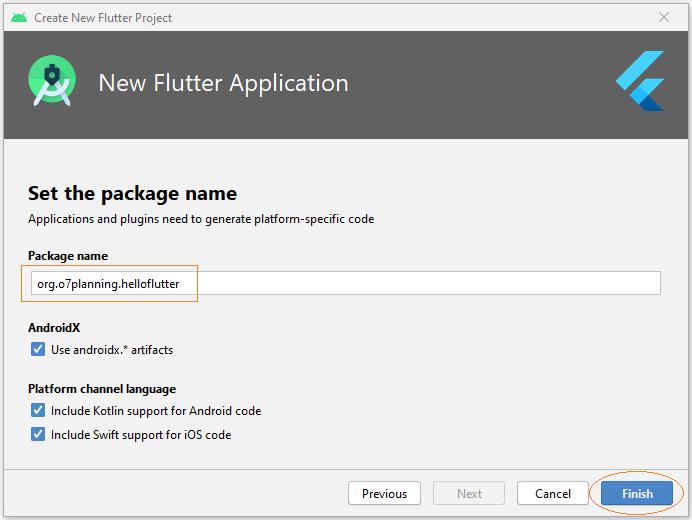 Create New Flutter Project
New Flutter Application
Set the package name
Applications and plugins need to generate platform-specific code
Package name
org.o7planning.helloflutter
AndroidX
Use androidx.* artifacts
Platform channel language
Include Kotlin support for Android code
Include Swift support for iOS code
Previous Next Cancel Finish